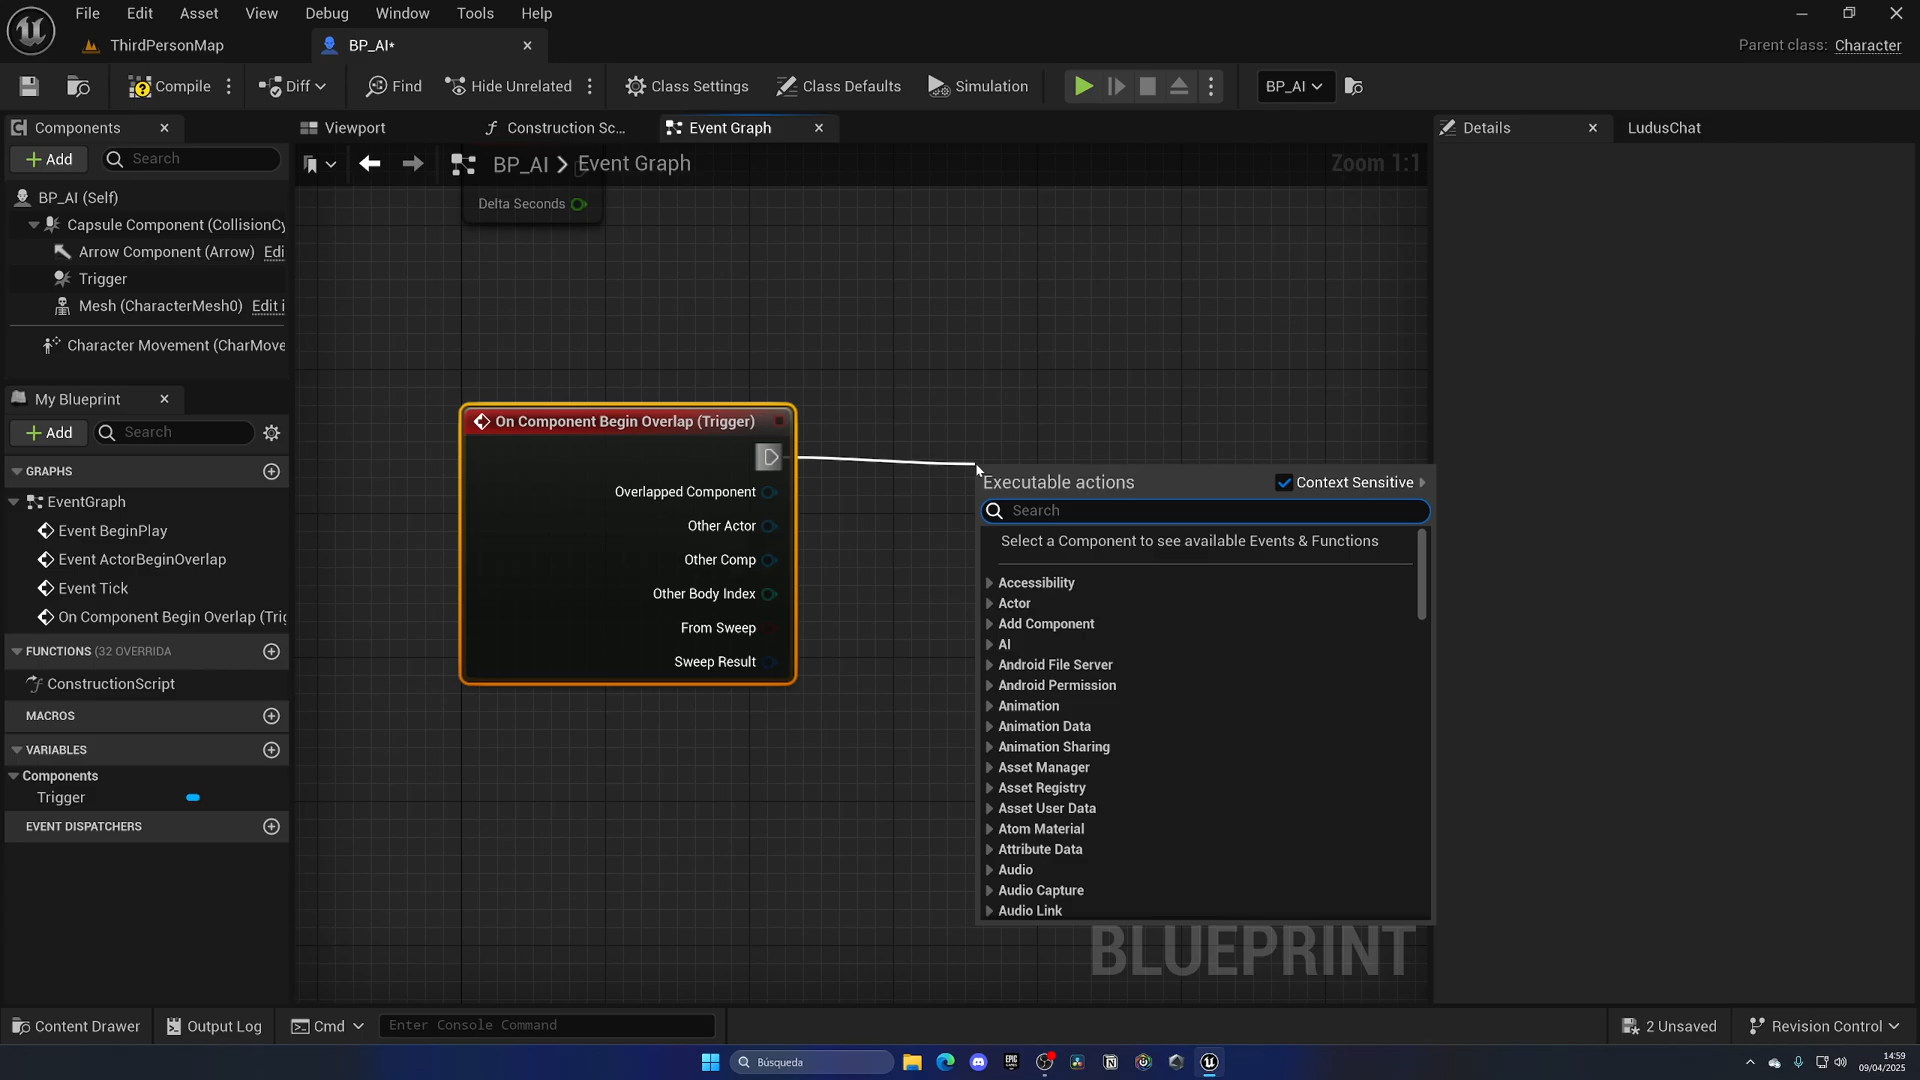 File Edit Asset View Debug Window Tools Help
ThirdPersonMap BP_AI*
Parent class: Character
Compile Diff Find Hide Unrelated Class Settings Class Defaults Simulation BP_AI
Components
Add Search
BP_AI (Self)
Capsule Component (CollisionCy
Arrow Component (Arrow) Edi
Trigger
Mesh (CharacterMesh0) Edit i
Character Movement (CharMove
My Blueprint
Add Search
GRAPHS
EventGraph
Event BeginPlay
Event ActorBeginOverlap
Event Tick
On Component Begin Overlap (Trig
FUNCTIONS (32 OVERRIDA
ConstructionScript
MACROS
VARIABLES
Components
Trigger
EVENT DISPATCHERS
Viewport Construction Sc... Event Graph
BP_AI > Event Graph Zoom 1:1
Delta Seconds
On Component Begin Overlap (Trigger)
Overlapped Component
Other Actor
Other Comp
Other Body Index
From Sweep
Sweep Result
Executable actions Context Sensitive
Search
Select a Component to see available Events & Functions
Accessibility
Actor
Add Component
AI
Android File Server
Android Permission
Animation
Animation Data
Animation Sharing
Asset Manager
Asset Registry
Asset User Data
Atom Material
Attribute Data
Audio
Audio Capture
Audio Link
BLUEPRINT
Details LudusChat
Content Drawer Output Log Cmd Enter Console Command
2 Unsaved Revision Control
Búsqueda
EPIC
14:59
09/04/2025